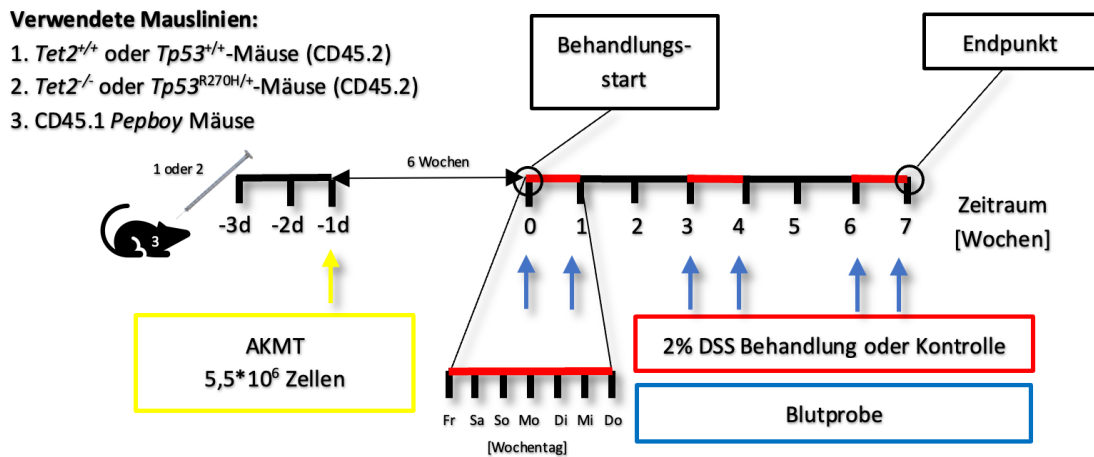 Verwendete Mauslinien:
1. Tet2+/+ oder Tp53+/+-Mäuse (CD45.2)
2. Tet2-/- oder Tp53R270H/+-Mäuse (CD45.2)
3. CD45.1 Pepboy Mäuse
Behandlungs-
start
Endpunkt
1 oder 2
6 Wochen
3
-3d -2d -1d
0 1 2 3 4 5 6 7
Zeitraum
[Wochen]
AKMT
5,5*10⁶ Zellen
2% DSS Behandlung oder Kontrolle
Blutprobe
Fr Sa So Mo Di Mi Do
[Wochentag]